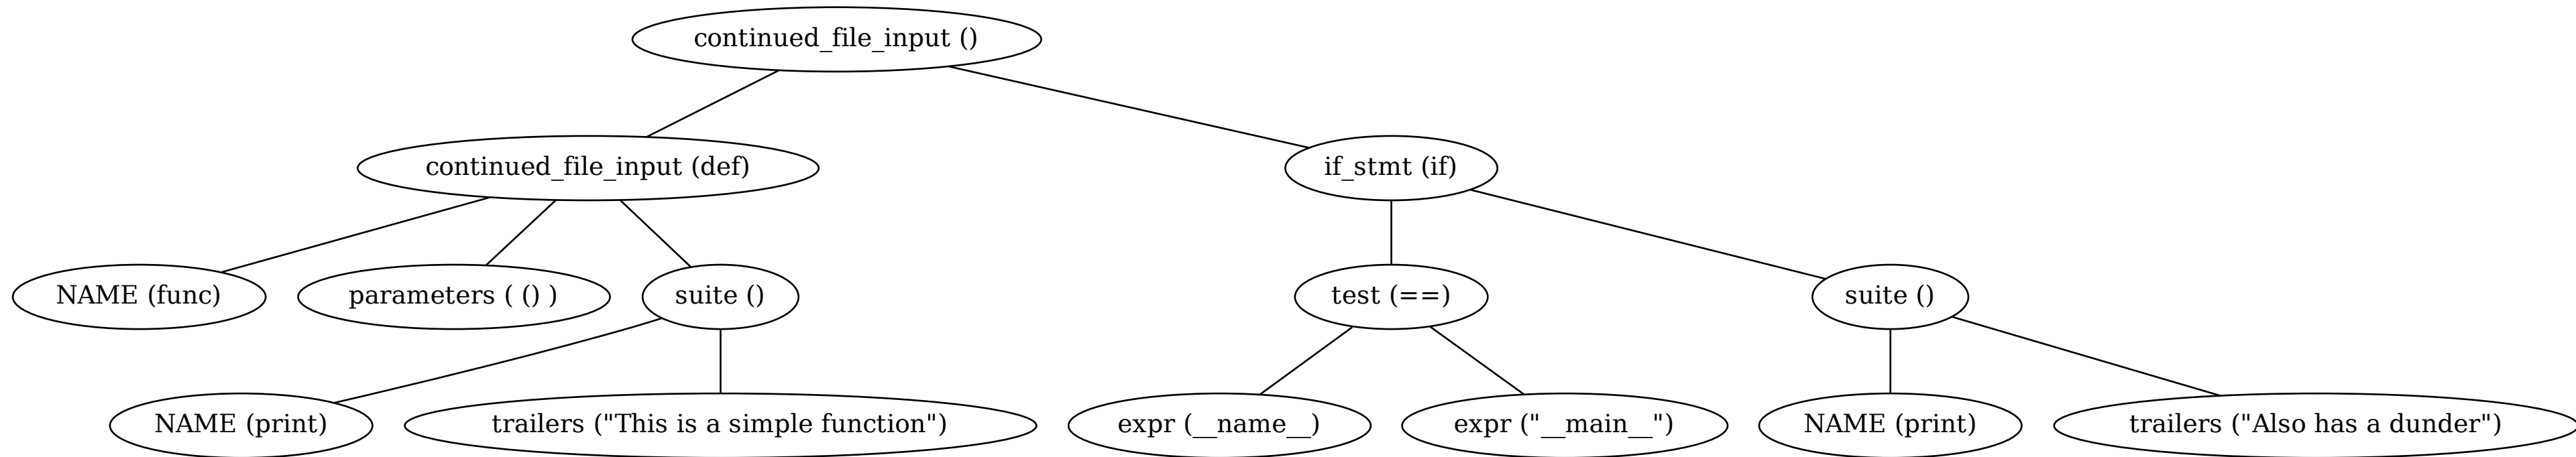 continued_file_input ()
continued_file_input (def)
if_stmt (if)
NAME (func)
parameters ( () )
suite ()
test (==)
suite ()
NAME (print)
trailers ("This is a simple function")
expr (__name__)
expr ("__main__")
NAME (print)
trailers ("Also has a dunder")